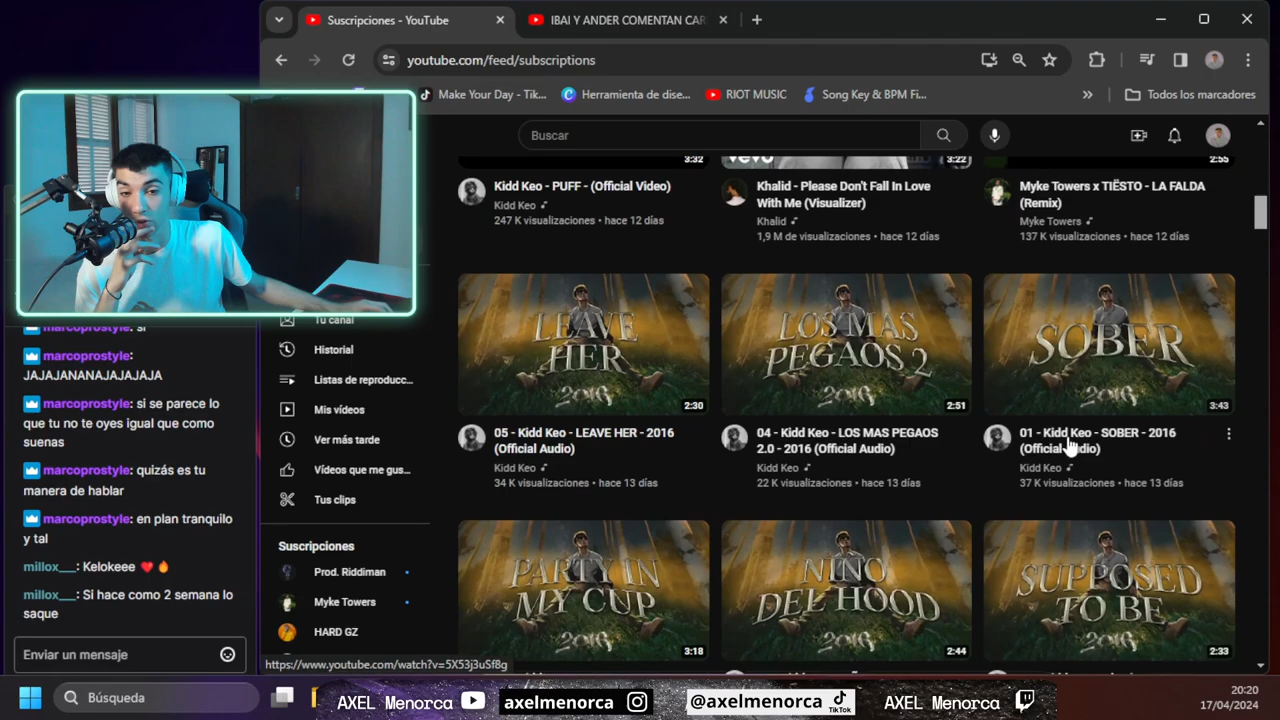 Suscripciones - YouTube
IBAI Y ANDER COMENTAN CAR
youtube.com/feed/subscriptions
Make Your Day - Tik...
Herramienta de dise...
RIOT MUSIC
Song Key & BPM Fi...
»
Todos los marcadores
Buscar
3:32
3:22
2:55
vevo
Kidd Keo - PUFF - (Official Video)
Kidd Keo
247 K visualizaciones • hace 12 días
Khalid - Please Don't Fall In Love
With Me (Visualizer)
Khalid
1,9 M de visualizaciones • hace 12 días
Myke Towers x TIËSTO - LA FALDA
(Remix)
Myke Towers
137 K visualizaciones • hace 12 días
Tu canal
Historial
Listas de reproducc...
Mis vídeos
Ver más tarde
Vídeos que me gus...
Tus clips
Suscripciones
Prod. Riddiman
Myke Towers
HARD GZ
LEAVE
HER
2016
2:30
LOS MAS
PEGAOS 2
2016
2:51
SOBER
2016
3:43
05 - Kidd Keo - LEAVE HER - 2016
(Official Audio)
Kidd Keo
34 K visualizaciones • hace 13 días
04 - Kidd Keo - LOS MAS PEGAOS
2.0 - 2016 (Official Audio)
Kidd Keo
22 K visualizaciones • hace 13 días
01 - Kidd Keo - SOBER - 2016
(Official Audio)
Kidd Keo
37 K visualizaciones • hace 13 días
PARTY IN
MY CUP
2016
3:18
NINO
DEL HOOD
2016
2:44
SUPPOSED
TO BE
2016
2:33
marcoprostyle: si
marcoprostyle:
JAJAJANANAJAJAJAJA
marcoprostyle: si se parece lo
que tu no te oyes igual que como
suenas
marcoprostyle: quizás es tu
manera de hablar
marcoprostyle: en plan tranquilo
y tal
millox___: Kelokeee ❤️🔥
millox___: Si hace como 2 semana lo
saque
Enviar un mensaje
https://www.youtube.com/watch?v=5X53j3uSf8g
Búsqueda
AXEL Menorca
axelmenorca
@axelmenorca
TikTok
AXEL Menorca
20:20
17/04/2024